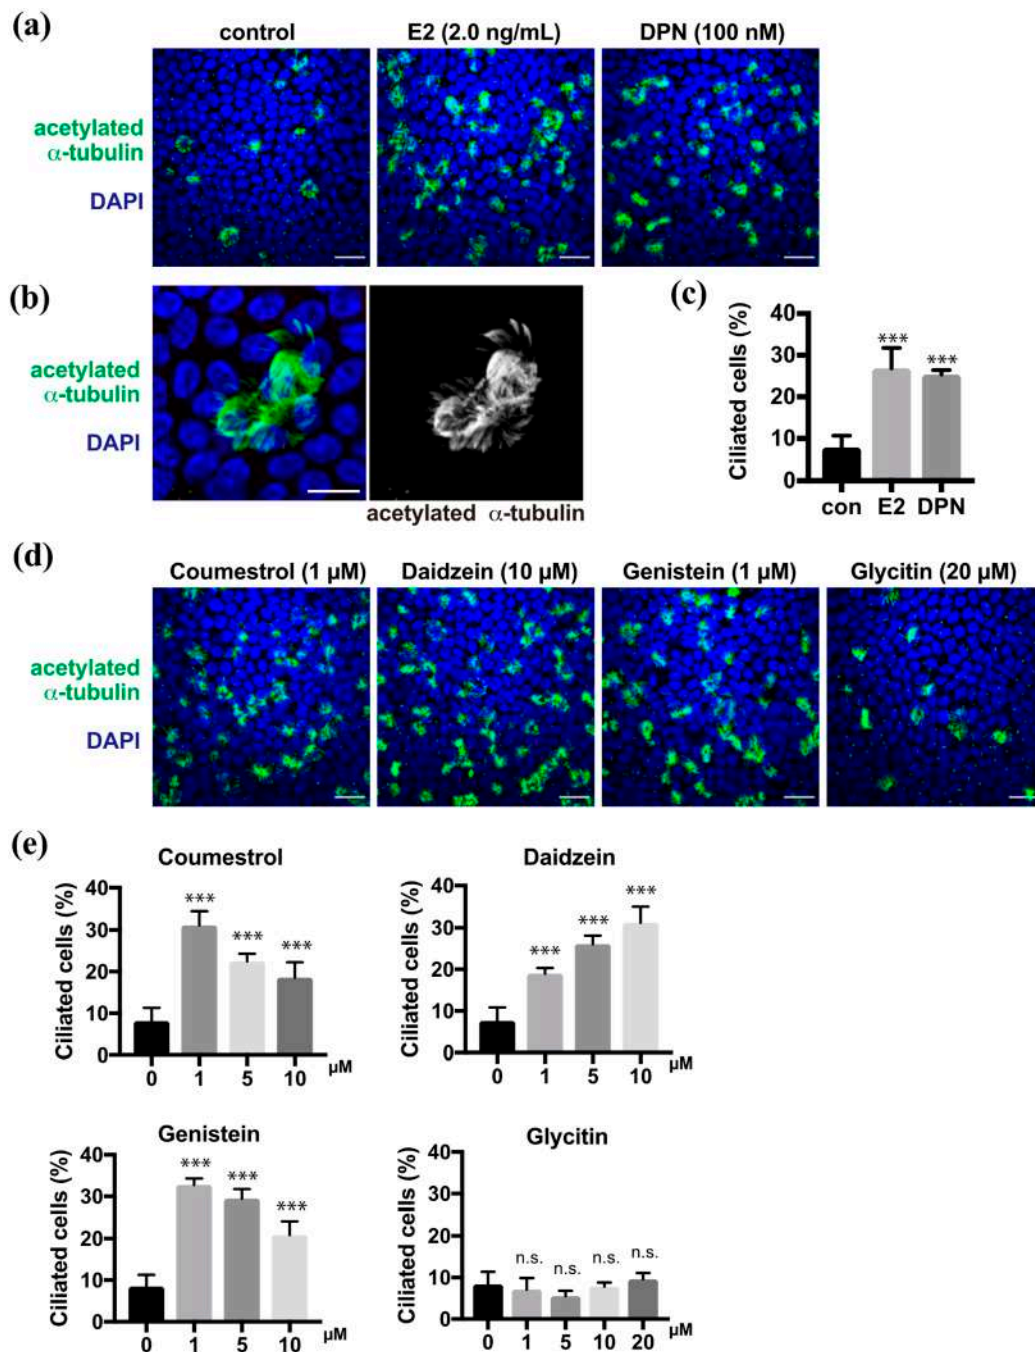 (a)
control
E2 (2.0 ng/mL)
DPN (100 nM)
acetylated
α-tubulin
DAPI
(b)
acetylated
α-tubulin
DAPI
acetylated α-tubulin
(c)
Ciliated cells (%)
40
30
20
10
0
***
***
con E2 DPN
(d)
Coumestrol (1 μM)
Daidzein (10 μM)
Genistein (1 μM)
Glycitin (20 μM)
acetylated
α-tubulin
DAPI
(e)
Coumestrol
Ciliated cells (%)
40
30
20
10
0
***
***
***
0 1 5 10 μM
Daidzein
Ciliated cells (%)
40
30
20
10
0
***
***
***
0 1 5 10 μM
Genistein
Ciliated cells (%)
40
30
20
10
0
***
***
***
0 1 5 10 μM
Glycitin
Ciliated cells (%)
40
30
20
10
0
n.s.
n.s.
n.s.
n.s.
0 1 5 10 20 μM